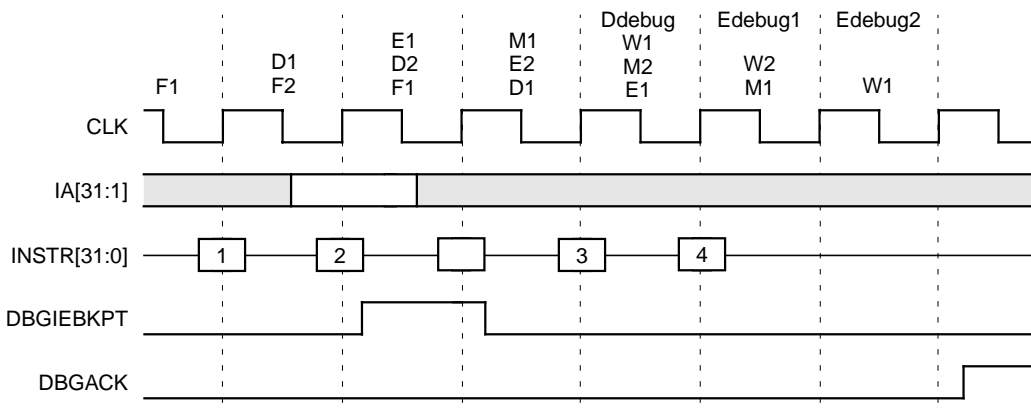 Ddebug Edebug1 Edebug2
E1 M1 W1
D1 D2 E2 M2 W2
F1 F2 F1 D1 E1 M1 W1
CLK
IA[31:1]
INSTR[31:0] 1 2 3 4
DBGIEBKPT
DBGACK